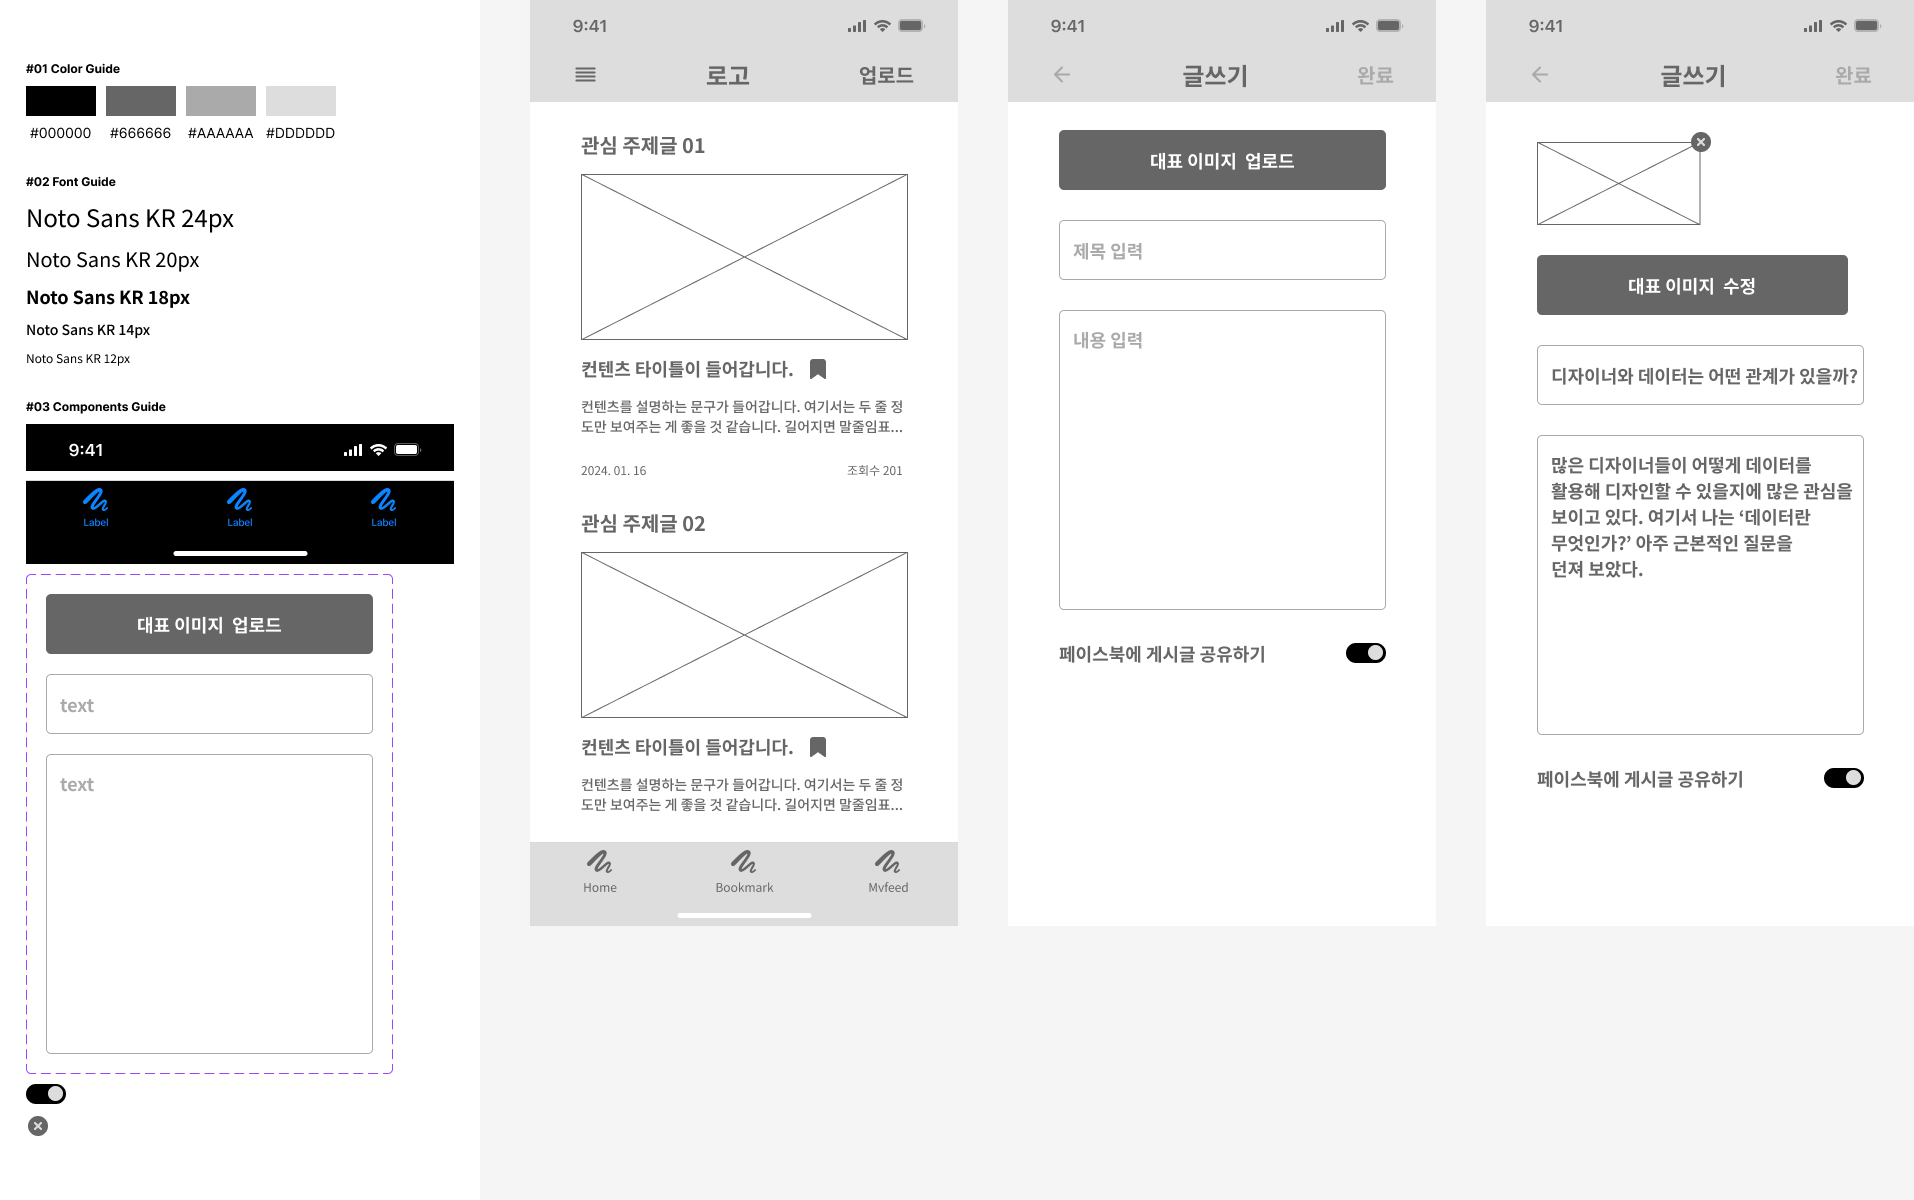 #01 Color Guide
#000000 #666666 #AAAAAA #DDDDDD
#02 Font Guide
Noto Sans KR 24px
Noto Sans KR 20px
Noto Sans KR 18px
Noto Sans KR 14px
Noto Sans KR 12px
#03 Components Guide
9:41
Label Label Label
대표 이미지 업로드
text
text
9:41
로고 업로드
관심 주제글 01
컨텐츠 타이틀이 들어갑니다.
컨텐츠를 설명하는 문구가 들어갑니다. 여기서는 두 줄 정
도만 보여주는 게 좋을 것 같습니다. 길어지면 말줄임표...
2024. 01. 16 조회수 201
관심 주제글 02
컨텐츠 타이틀이 들어갑니다.
컨텐츠를 설명하는 문구가 들어갑니다. 여기서는 두 줄 정
도만 보여주는 게 좋을 것 같습니다. 길어지면 말줄임표...
Home Bookmark Mvfeed
9:41
글쓰기 완료
대표 이미지 업로드
제목 입력
내용 입력
페이스북에 게시글 공유하기
9:41
글쓰기 완료
대표 이미지 수정
디자이너와 데이터는 어떤 관계가 있을까?
많은 디자이너들이 어떻게 데이터를
활용해 디자인할 수 있을지에 많은 관심을
보이고 있다. 여기서 나는 ‘데이터란
무엇인가?’ 아주 근본적인 질문을
던져 보았다.
페이스북에 게시글 공유하기